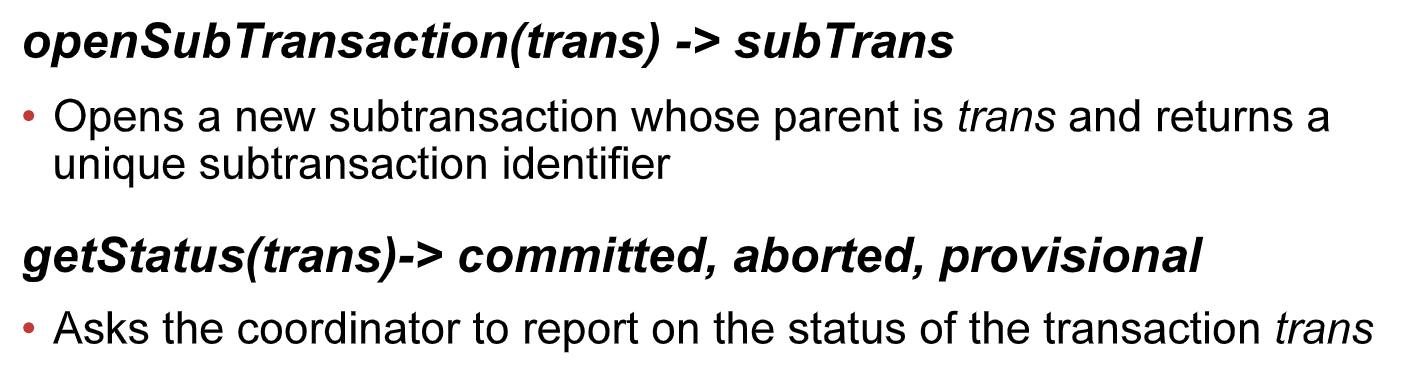 openSubTransaction(trans) -> subTrans
• Opens a new subtransaction whose parent is trans and returns a
unique subtransaction identifier
getStatus(trans)-> committed, aborted, provisional
• Asks the coordinator to report on the status of the transaction trans